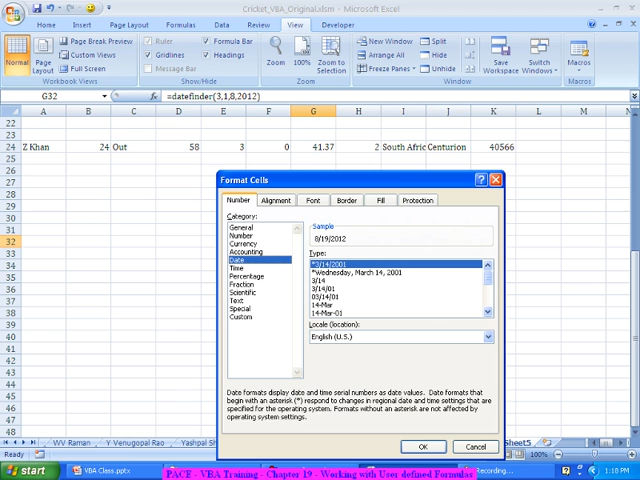 Cricket_VBA_Original.xlsm - Microsoft Excel
Home Insert Page Layout Formulas Data Review View Developer
Normal Page Layout Page Break Preview Custom Views Full Screen
Workbook Views
Ruler Formula Bar
Gridlines Headings
Message Bar
Show/Hide
Zoom 100% Zoom to Selection
Zoom
New Window Split
Arrange All Hide
Freeze Panes Unhide
Save Workspace Switch Windows
Window
Macros
Macros
G32 =datefinder(3,1,8,2012)
A B C D E F G H I J K L M N
22
23
24 Z Khan 24 Out 58 3 0 41.37 2 South Afric Centurion 40566
25
26
27
28
29
30
31
32
33
34
35
36
37
38
39
40
41
42
43
44
45
46
47
48
Format Cells
Number Alignment Font Border Fill Protection
Category:
General
Number
Currency
Accounting
Date
Time
Percentage
Fraction
Scientific
Text
Special
Custom
Sample
8/19/2012
Type:
*3/14/2001
*Wednesday, March 14, 2001
3/14
3/14/01
03/14/01
14-Mar
14-Mar-01
Locale (location):
English (U.S.)
Date formats display date and time serial numbers as date values. Date formats that
begin with an asterisk (*) respond to changes in regional date and time settings that are
specified for the operating system. Formats without an asterisk are not affected by
operating system settings.
OK Cancel
WV Raman Y Venugopal Rao Yashpal Sh Sheet5
Ready 100%
start VBA Class.pptx Recording... 1:18 PM
PACE - VBA Training - Chapter 19 - Working with User defined Formulas